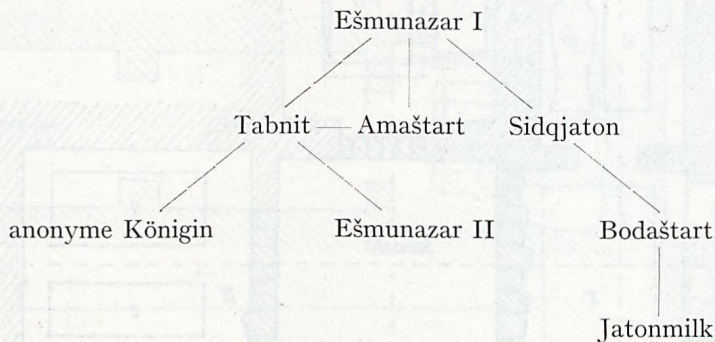 Ešmunazar I
Tabnit — Amaštart Sidqjaton
anonyme Königin Ešmunazar II Bodaštart
Jatonmilk